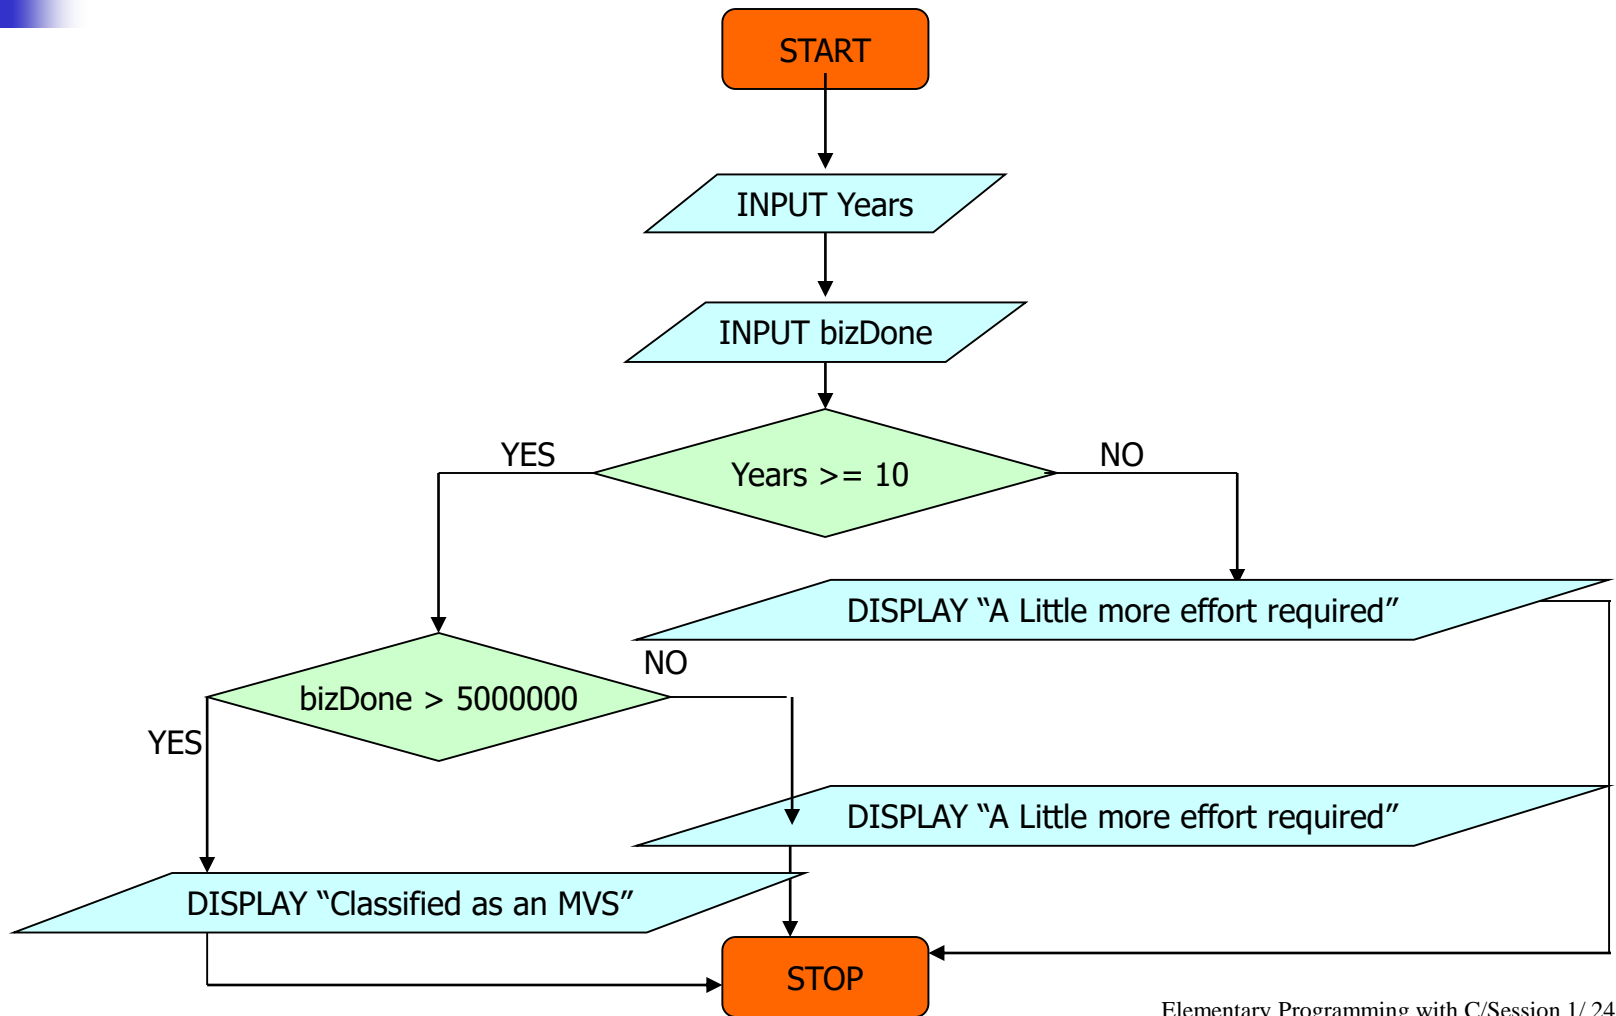 START
INPUT Years
INPUT bizDone
YES
NO
Years >= 10
DISPLAY “A Little more effort required”
NO
bizDone > 5000000
YES
DISPLAY “A Little more effort required”
DISPLAY “Classified as an MVS”
STOP
Elementary Programming with C/Session 1/ 24